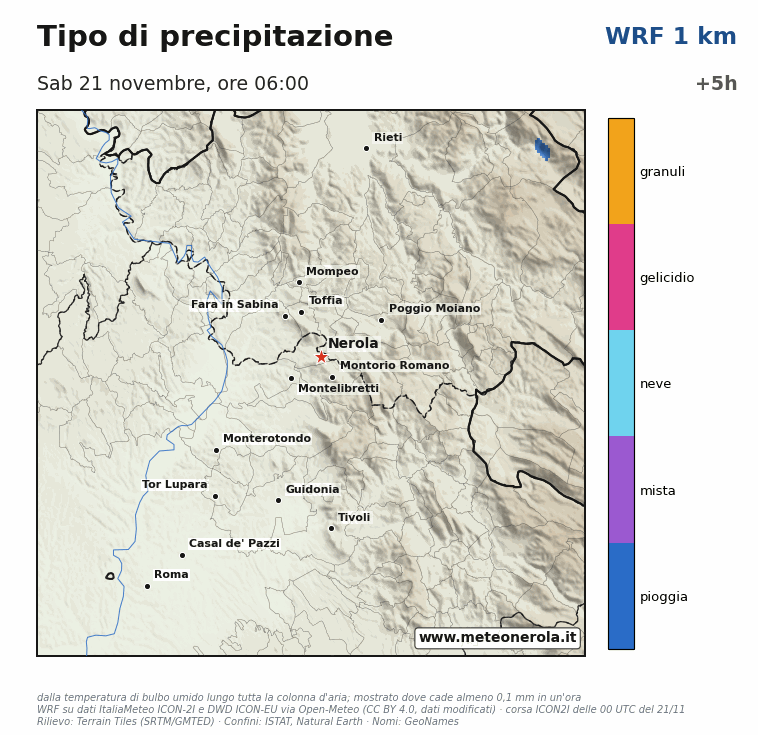 Tipo di precipitazione
WRF 1 km
Sab 21 novembre, ore 06:00
+5h
Rieti
granuli
gelicidio
Mompeo
Fara in Sabina
Toffia
Poggio Moiano
Nerola
Montorio Romano
Montelibretti
neve
Monterotondo
Tor Lupara
Guidonia
mista
Tivoli
Casal de' Pazzi
Roma
pioggia
www.meteonerola.it
dalla temperatura di bulbo umido lungo tutta la colonna d'aria; mostrato dove cade almeno 0,1 mm in un'ora
WRF su dati ItaliaMeteo ICON-2I e DWD ICON-EU via Open-Meteo (CC BY 4.0, dati modificati) · corsa ICON2I delle 00 UTC del 21/11
Rilievo: Terrain Tiles (SRTM/GMTED) · Confini: ISTAT, Natural Earth · Nomi: GeoNames